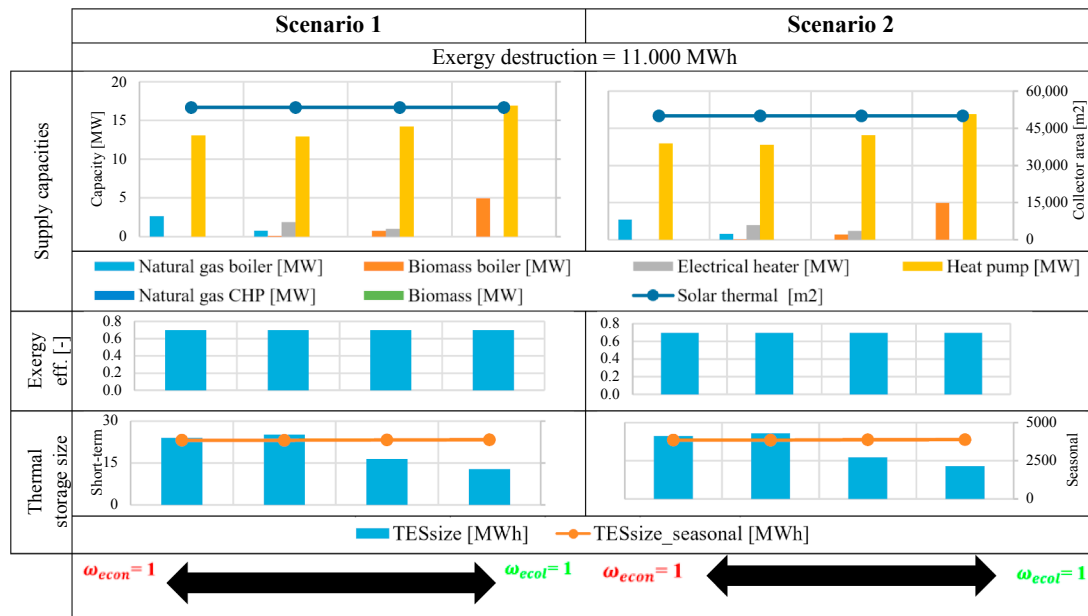 Scenario 1
Scenario 2
Exergy destruction = 11.000 MWh
Supply capacities
Capacity [MW]
20
15
10
5
0
60,000
45,000
30,000
15,000
0
Collector area [m2]
Natural gas boiler [MW]
Biomass boiler [MW]
Electrical heater [MW]
Heat pump [MW]
Natural gas CHP [MW]
Biomass [MW]
Solar thermal [m2]
Exergy
eff. [-]
0.8
0.6
0.4
0.2
0.0
0.8
0.6
0.4
0.2
0.0
Thermal
storage size
Short-term
30
15
0
5000
2500
0
Seasonal
TESsize [MWh]
TESsize_seasonal [MWh]
ω_econ = 1
ω_ecol = 1
ω_econ = 1
ω_ecol = 1